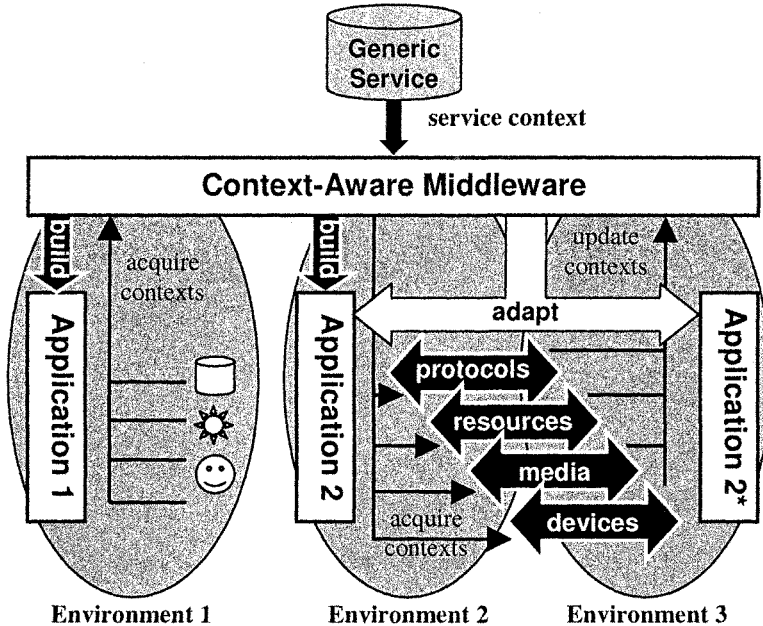 Generic
Service
service context
Context-Aware Middleware
build
acquire
contexts
Application 1
build
Application 2
update
contexts
adapt
protocols
resources
media
devices
acquire
contexts
Application 2*
Environment 1
Environment 2
Environment 3